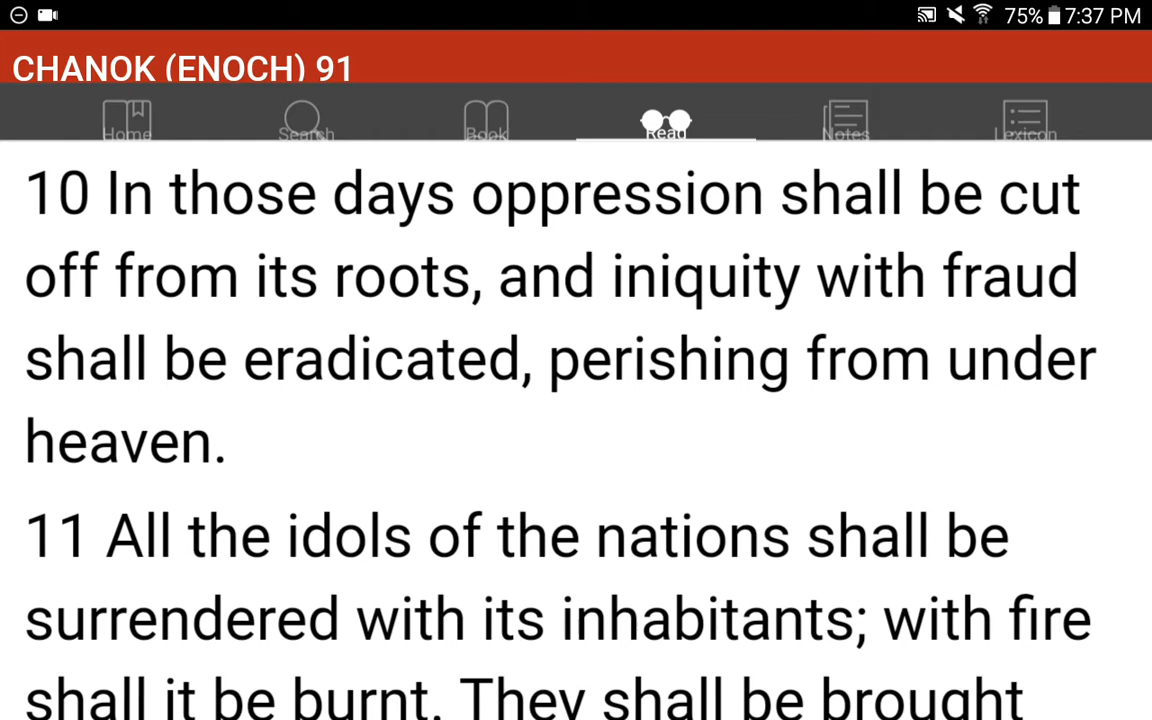 75% 7:37 PM
CHANOK (ENOCH) 91
Home Search Book Read Notes Lexicon
10 In those days oppression shall be cut
off from its roots, and iniquity with fraud
shall be eradicated, perishing from under
heaven.
11 All the idols of the nations shall be
surrendered with its inhabitants; with fire
shall it be burnt. They shall be brought